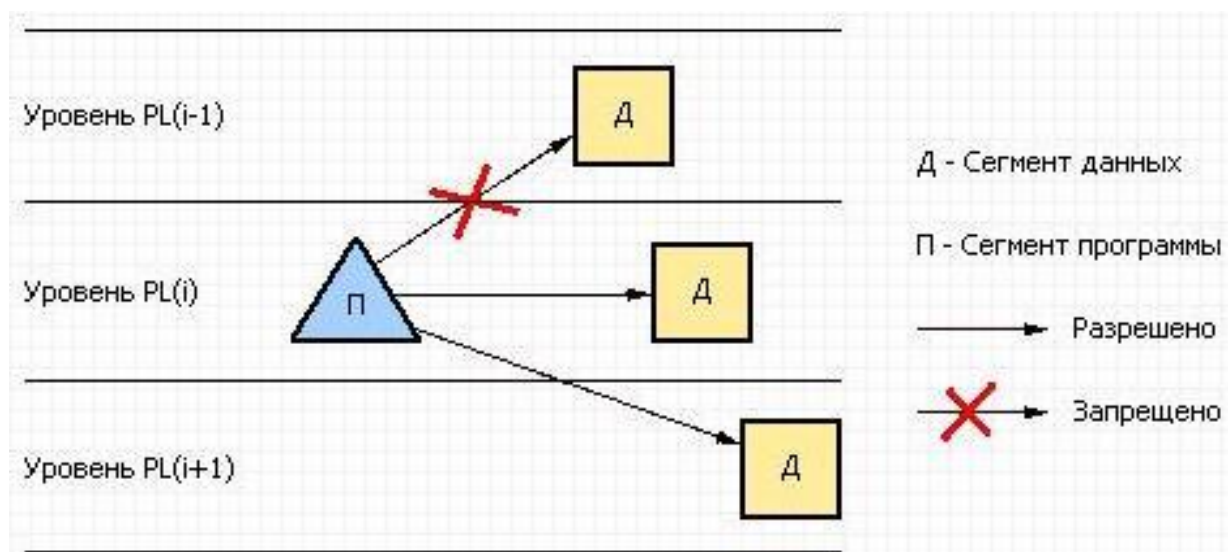 Уровень PL(i-1)
Д
Д - Сегмент данных
П - Сегмент программы
Уровень PL(i)
П
Д
Разрешено
Запрещено
Уровень PL(i+1)
Д